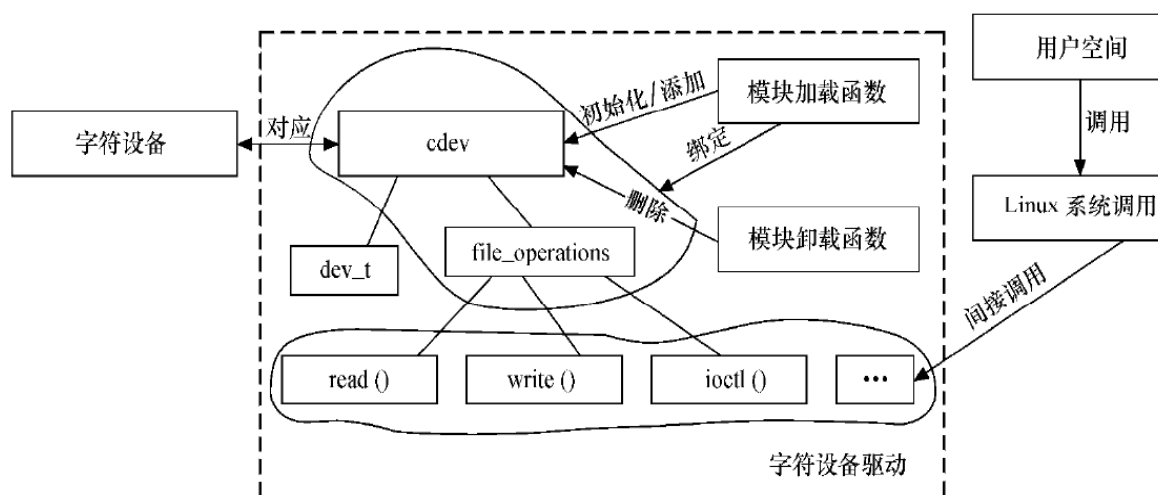 用户空间
初始化/添加
模块加载函数
调用
字符设备
对应
cdev
绑定
删除
Linux 系统调用
模块卸载函数
file_operations
dev_t
间接调用
read ()
write ()
ioctl ()
•••
字符设备驱动